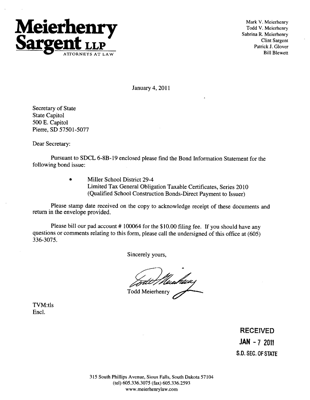 Meierhenry
Sargent LLP
ATTORNEYS AT LAW
Mark V. Meierhenry
Todd V. Meierhenry
Sabrina R. Meierhenry
Clint Sargent
Patrick J. Glover
Bill Blewett
January 4, 2011
Secretary of State
State Capitol
500 E. Capitol
Pierre, SD 57501-5077
Dear Secretary:
Pursuant to SDCL 6-8B-19 enclosed please find the Bond Information Statement for the
following bond issue:
• Miller School District 29-4
Limited Tax General Obligation Taxable Certificates, Series 2010
(Qualified School Construction Bonds-Direct Payment to Issuer)
Please stamp date received on the copy to acknowledge receipt of these documents and
return in the envelope provided.
Please bill our pad account # 100064 for the $10.00 filing fee. If you should have any
questions or comments relating to this form, please call the undersigned of this office at (605)
336-3075.
Sincerely yours,
Todd Meierhenry
Todd Meierhenry
TVM:tls
Encl.
RECEIVED
JAN - 7 2011
S.D. SEC. OF STATE
315 South Phillips Avenue, Sioux Falls, South Dakota 57104
(tel) 605.336.3075 (fax) 605.336.2593
www.meierhenrylaw.com